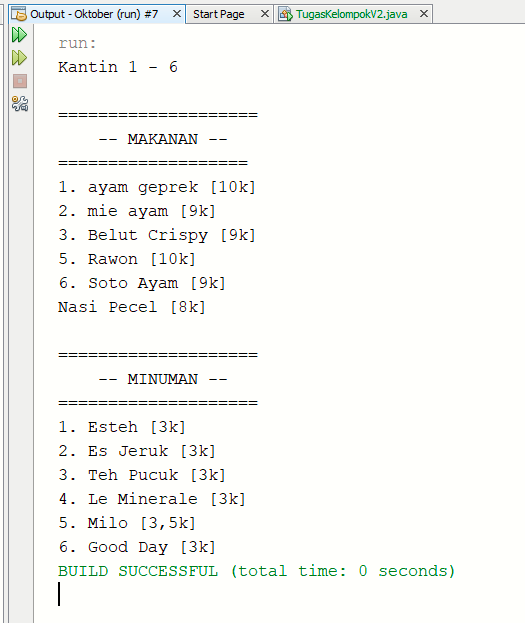 Output - Oktober (run) #7 Start Page TugasKelompokV2.java
run:
Kantin 1 - 6
====================
-- MAKANAN --
===================
1. ayam geprek [10k]
2. mie ayam [9k]
3. Belut Crispy [9k]
5. Rawon [10k]
6. Soto Ayam [9k]
Nasi Pecel [8k]
====================
-- MINUMAN --
====================
1. Esteh [3k]
2. Es Jeruk [3k]
3. Teh Pucuk [3k]
4. Le Minerale [3k]
5. Milo [3,5k]
6. Good Day [3k]
BUILD SUCCESSFUL (total time: 0 seconds)